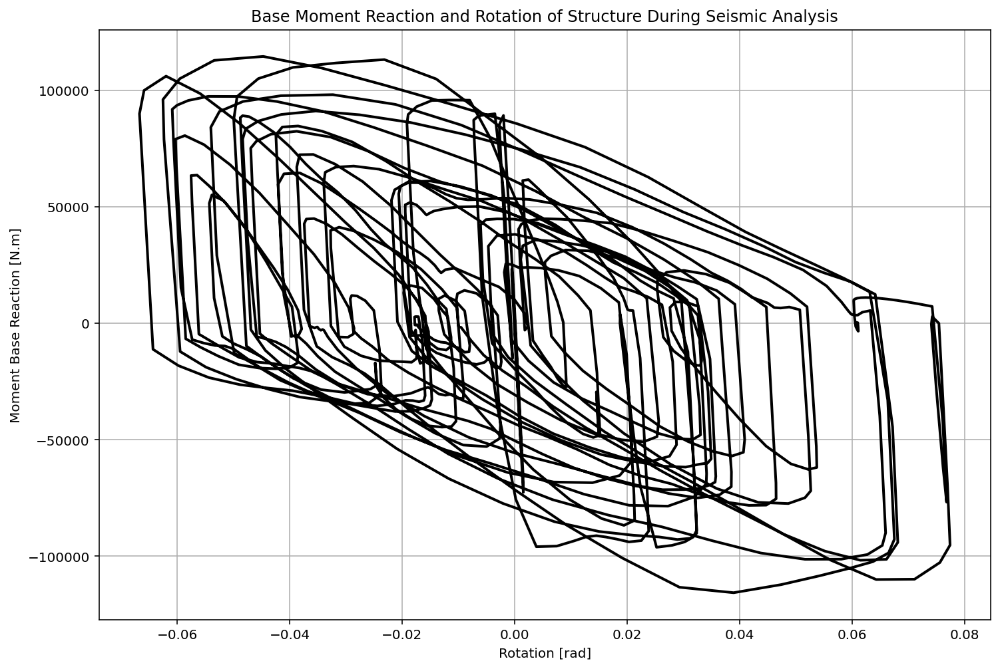 Base Moment Reaction and Rotation of Structure During Seismic Analysis
Moment Base Reaction [N.m]
100000
50000
0
−50000
−100000
−0.06 −0.04 −0.02 0.00 0.02 0.04 0.06 0.08
Rotation [rad]